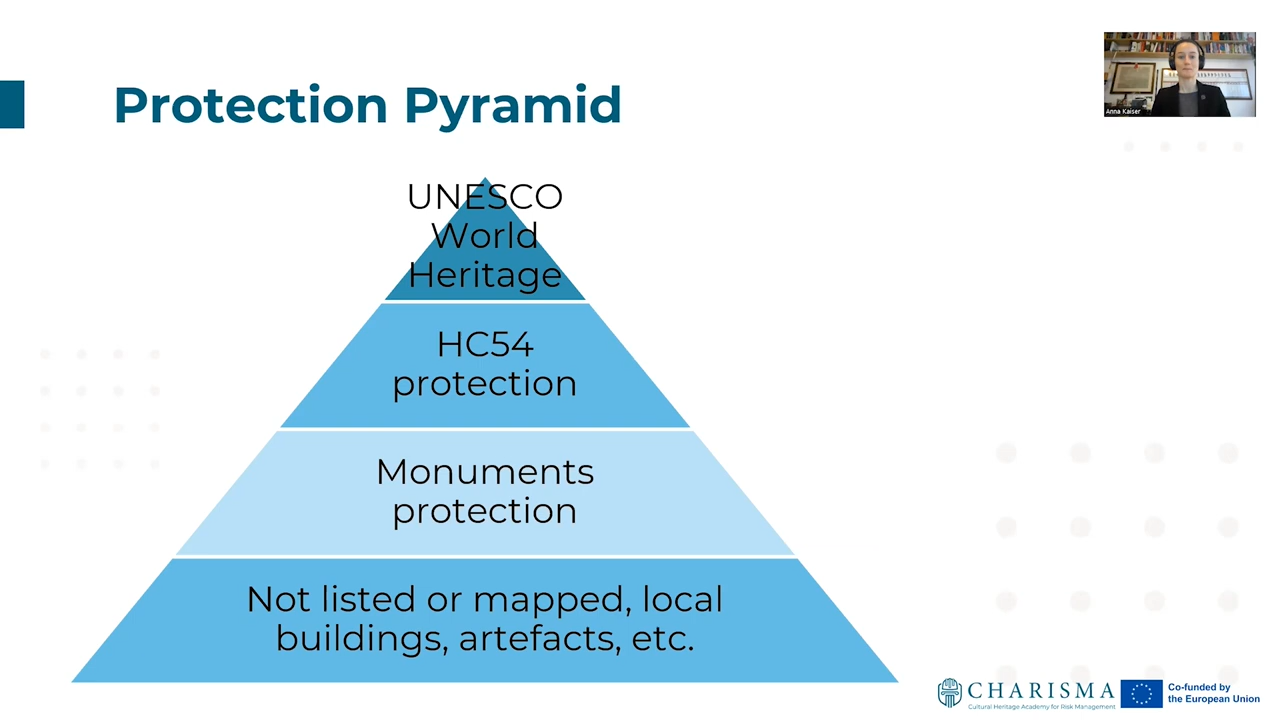 Protection Pyramid
Anna Kaiser
UNESCO
World
Heritage
HC54
protection
Monuments
protection
Not listed or mapped, local
buildings, artefacts, etc.
CHARISMA
Cultural Heritage Academy for Risk Management
Co-funded by
the European Union